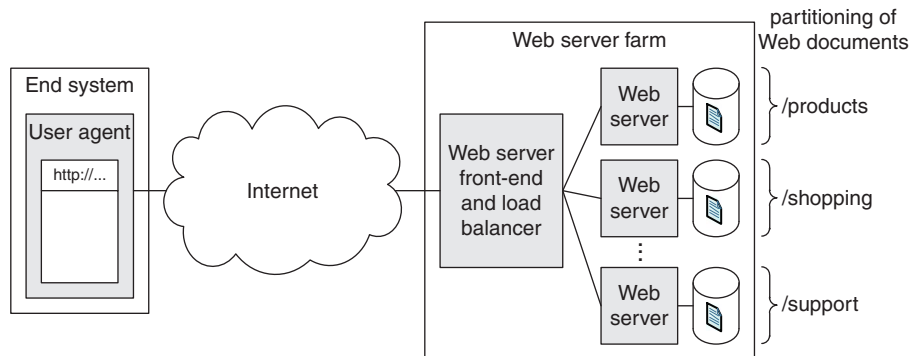 partitioning of
Web documents
Web server farm
End system
User agent
http://...
Internet
Web server
front-end
and load
balancer
Web
server
/products
Web
server
/shopping
...
Web
server
/support